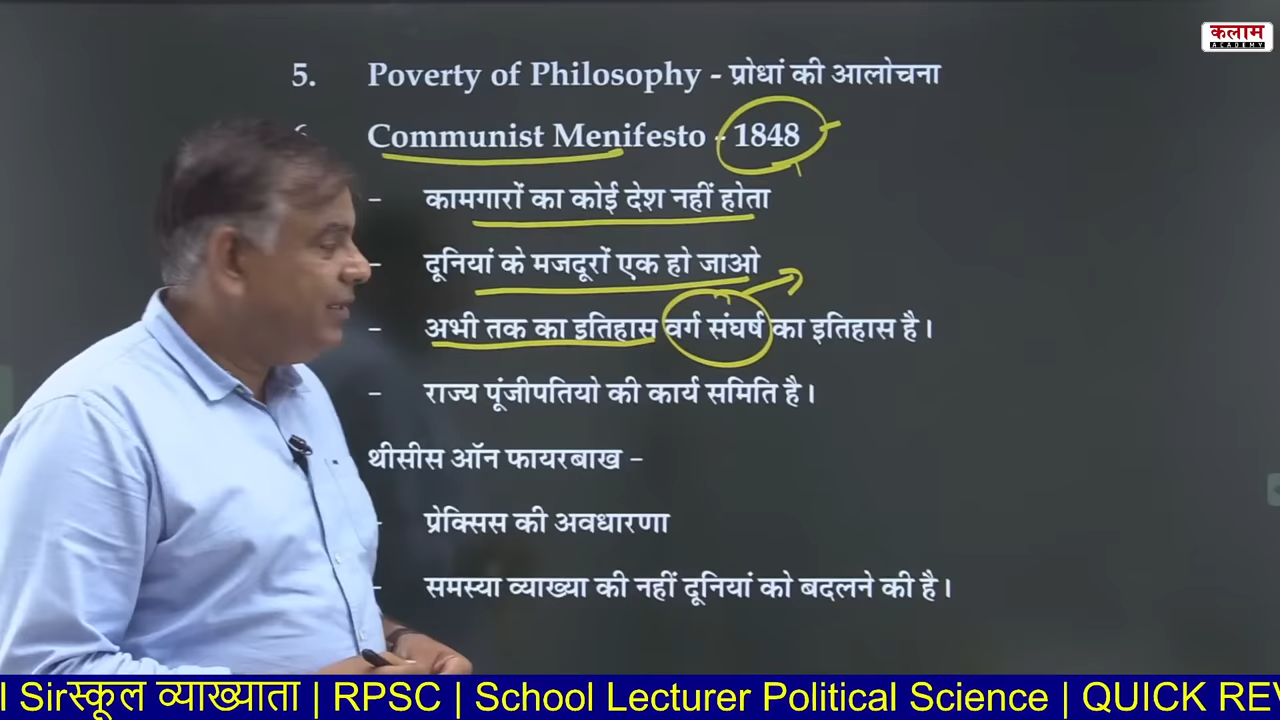 कलाम
ACADEMY
5. Poverty of Philosophy - प्रोधां की आलोचना
Communist Menifesto - 1848
- कामगारों का कोई देश नहीं होता
- दूनियां के मजदूरों एक हो जाओ
- अभी तक का इतिहास वर्ग संघर्ष का इतिहास है।
- राज्य पूंजीपतियो की कार्य समिति है।
थीसीस ऑन फायरबाख –
- प्रेक्सिस की अवधारणा
- समस्या व्याख्या की नहीं दूनियां को बदलने की है।
Sirस्कूल व्याख्याता | RPSC | School Lecturer Political Science | QUICK